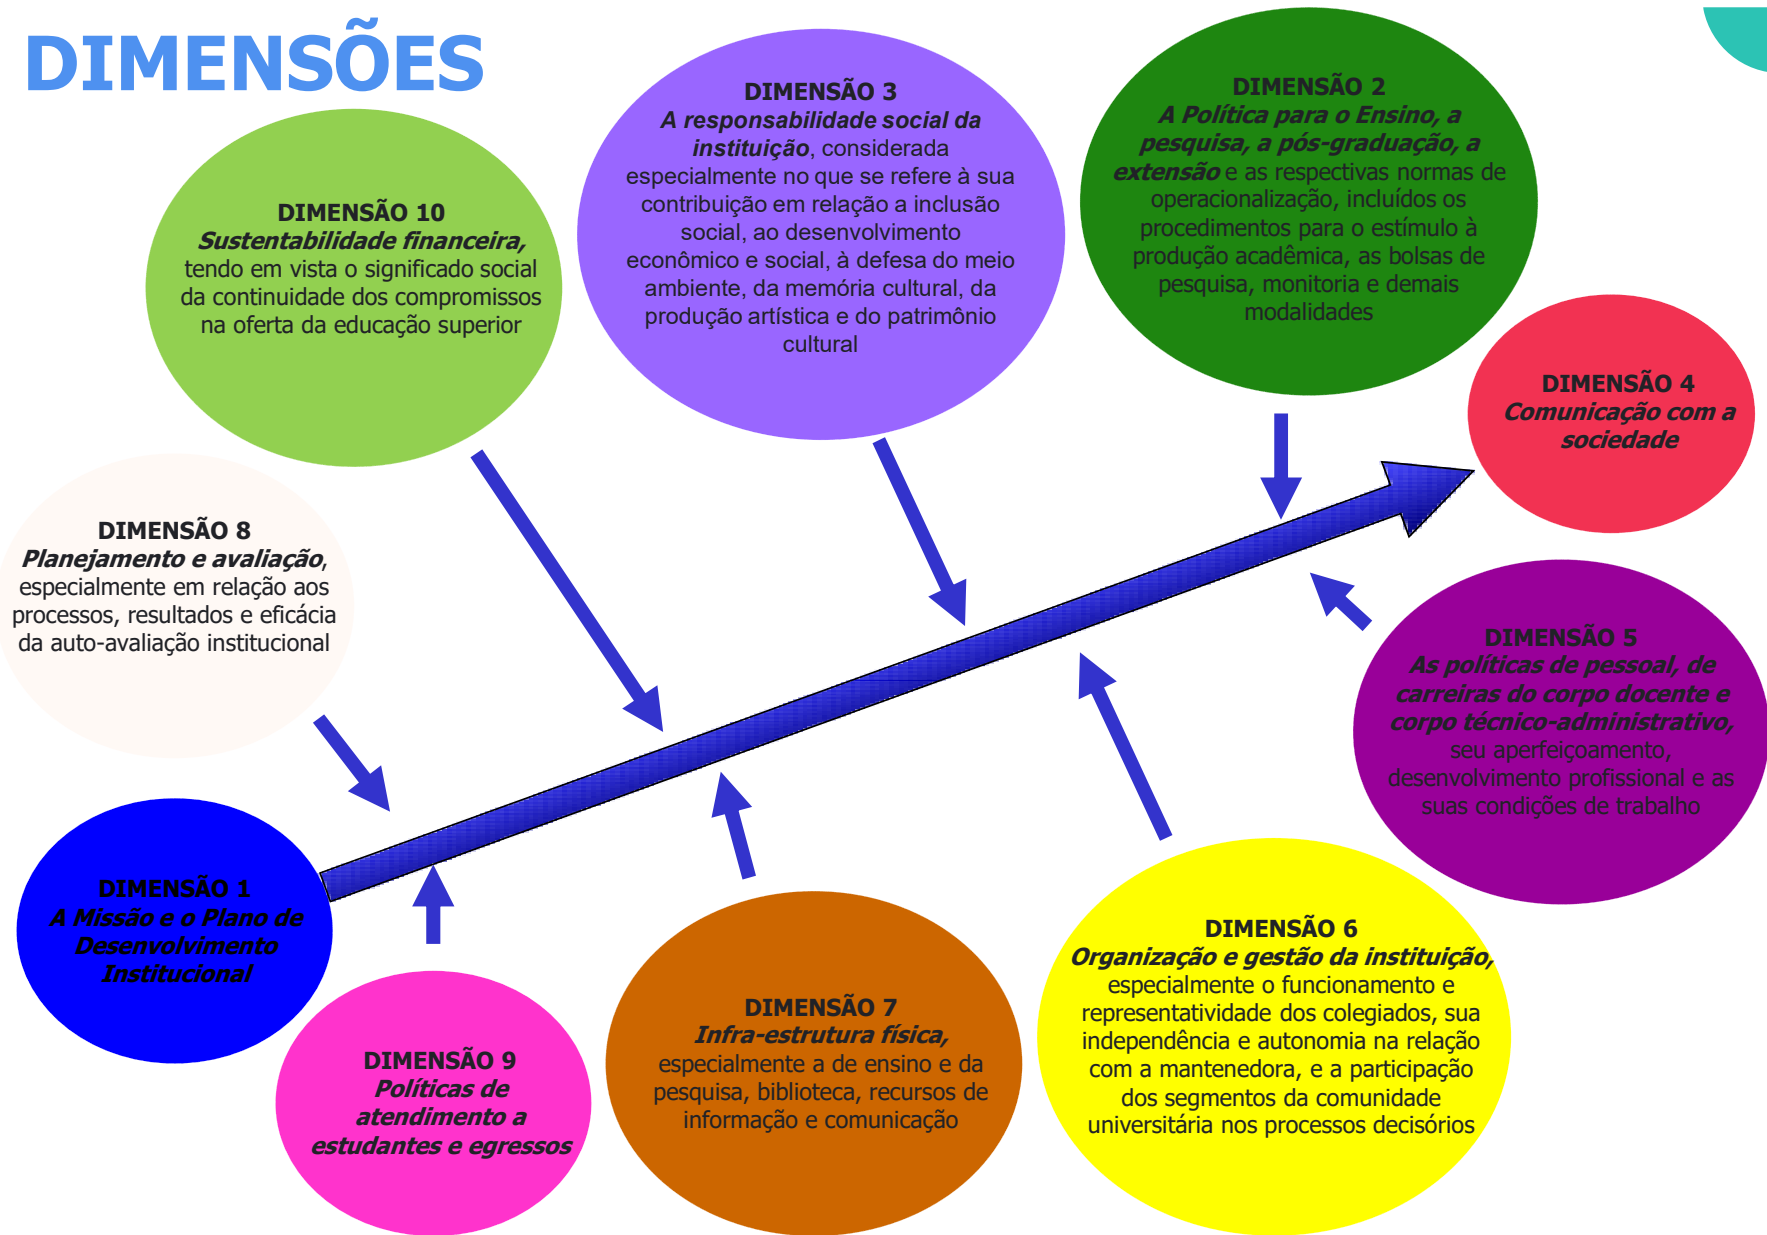 DIMENSÕES
DIMENSÃO 10
Sustentabilidade financeira,
tendo em vista o significado social
da continuidade dos compromissos
na oferta da educação superior
DIMENSÃO 3
A responsabilidade social da
instituição, considerada
especialmente no que se refere à sua
contribuição em relação a inclusão
social, ao desenvolvimento
econômico e social, à defesa do meio
ambiente, da memória cultural, da
produção artística e do patrimônio
cultural
DIMENSÃO 2
A Política para o Ensino, a
pesquisa, a pós-graduação, a
extensão e as respectivas normas de
operacionalização, incluídos os
procedimentos para o estímulo à
produção acadêmica, as bolsas de
pesquisa, monitoria e demais
modalidades
DIMENSÃO 4
Comunicação com a
sociedade
DIMENSÃO 8
Planejamento e avaliação,
especialmente em relação aos
processos, resultados e eficácia
da auto-avaliação institucional
DIMENSÃO 5
As políticas de pessoal, de
carreiras do corpo docente e
corpo técnico-administrativo,
seu aperfeiçoamento,
desenvolvimento profissional e as
suas condições de trabalho
DIMENSÃO 1
A Missão e o Plano de
Desenvolvimento
Institucional
DIMENSÃO 9
Políticas de
atendimento a
estudantes e egressos
DIMENSÃO 7
Infra-estrutura física,
especialmente a de ensino e da
pesquisa, biblioteca, recursos de
informação e comunicação
DIMENSÃO 6
Organização e gestão da instituição,
especialmente o funcionamento e
representatividade dos colegiados, sua
independência e autonomia na relação
com a mantenedora, e a participação
dos segmentos da comunidade
universitária nos processos decisórios